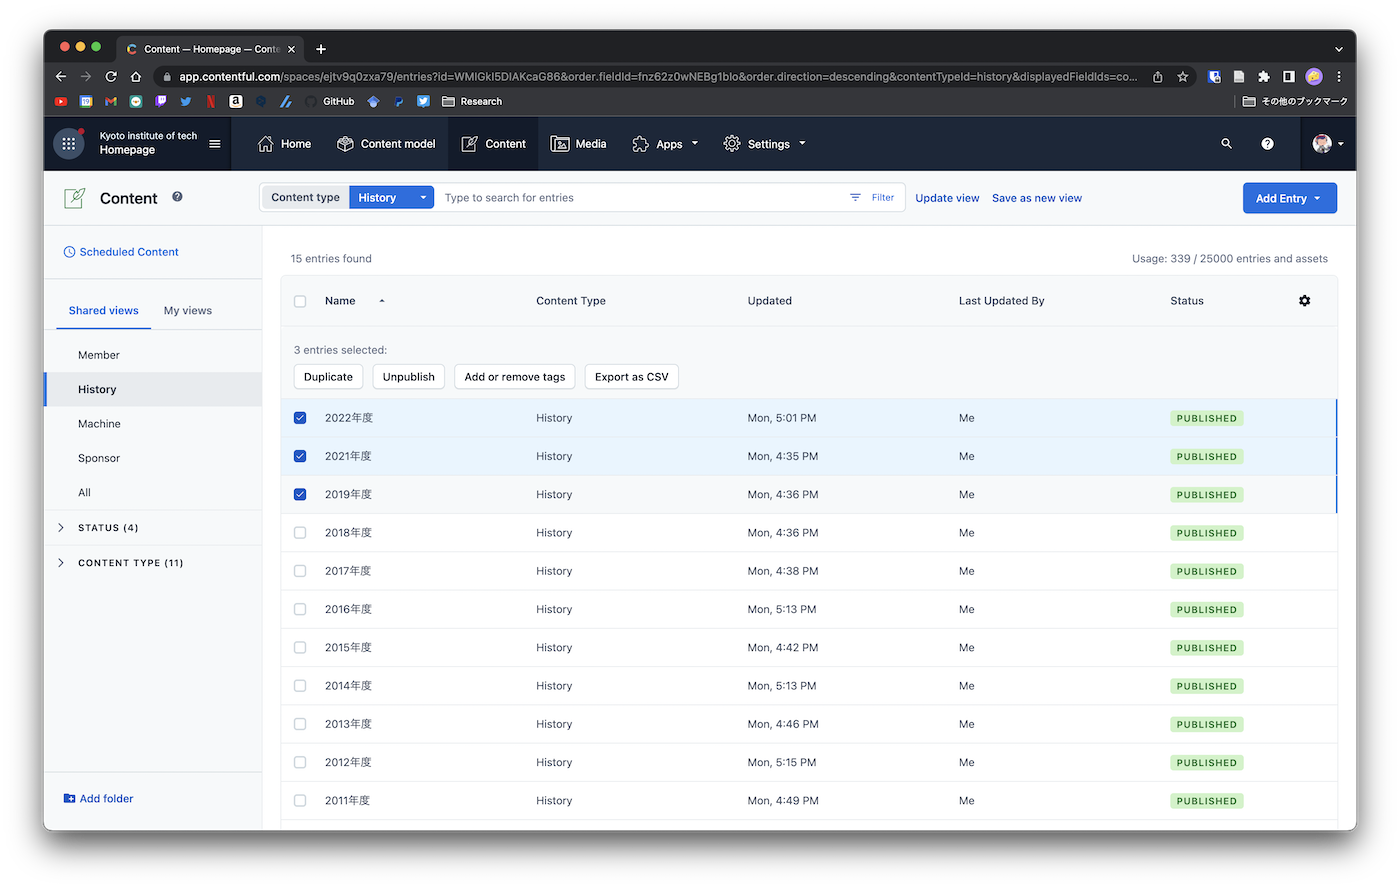 Content — Homepage — Conte
app.contentful.com/spaces/ejtv9q0zxa79/entries?id=WMIGkI5DIAKcaG86&order.fieldId=fnz62z0wNEBg1bIo&order.direction=descending&contentTypeId=history&displayedFieldIds=co...
GitHub Research その他のブックマーク
Kyoto institute of tech
Homepage
Home Content model Content Media Apps Settings
Content
Content type History Type to search for entries Filter Update view Save as new view Add Entry
Scheduled Content
Shared views My views
Member
History
Machine
Sponsor
All
STATUS (4)
CONTENT TYPE (11)
Add folder
15 entries found Usage: 339 / 25000 entries and assets
Name Content Type Updated Last Updated By Status
3 entries selected:
Duplicate Unpublish Add or remove tags Export as CSV
2022年度 History Mon, 5:01 PM Me PUBLISHED
2021年度 History Mon, 4:35 PM Me PUBLISHED
2019年度 History Mon, 4:36 PM Me PUBLISHED
2018年度 History Mon, 4:36 PM Me PUBLISHED
2017年度 History Mon, 4:38 PM Me PUBLISHED
2016年度 History Mon, 5:13 PM Me PUBLISHED
2015年度 History Mon, 4:42 PM Me PUBLISHED
2014年度 History Mon, 5:13 PM Me PUBLISHED
2013年度 History Mon, 4:46 PM Me PUBLISHED
2012年度 History Mon, 5:15 PM Me PUBLISHED
2011年度 History Mon, 4:49 PM Me PUBLISHED